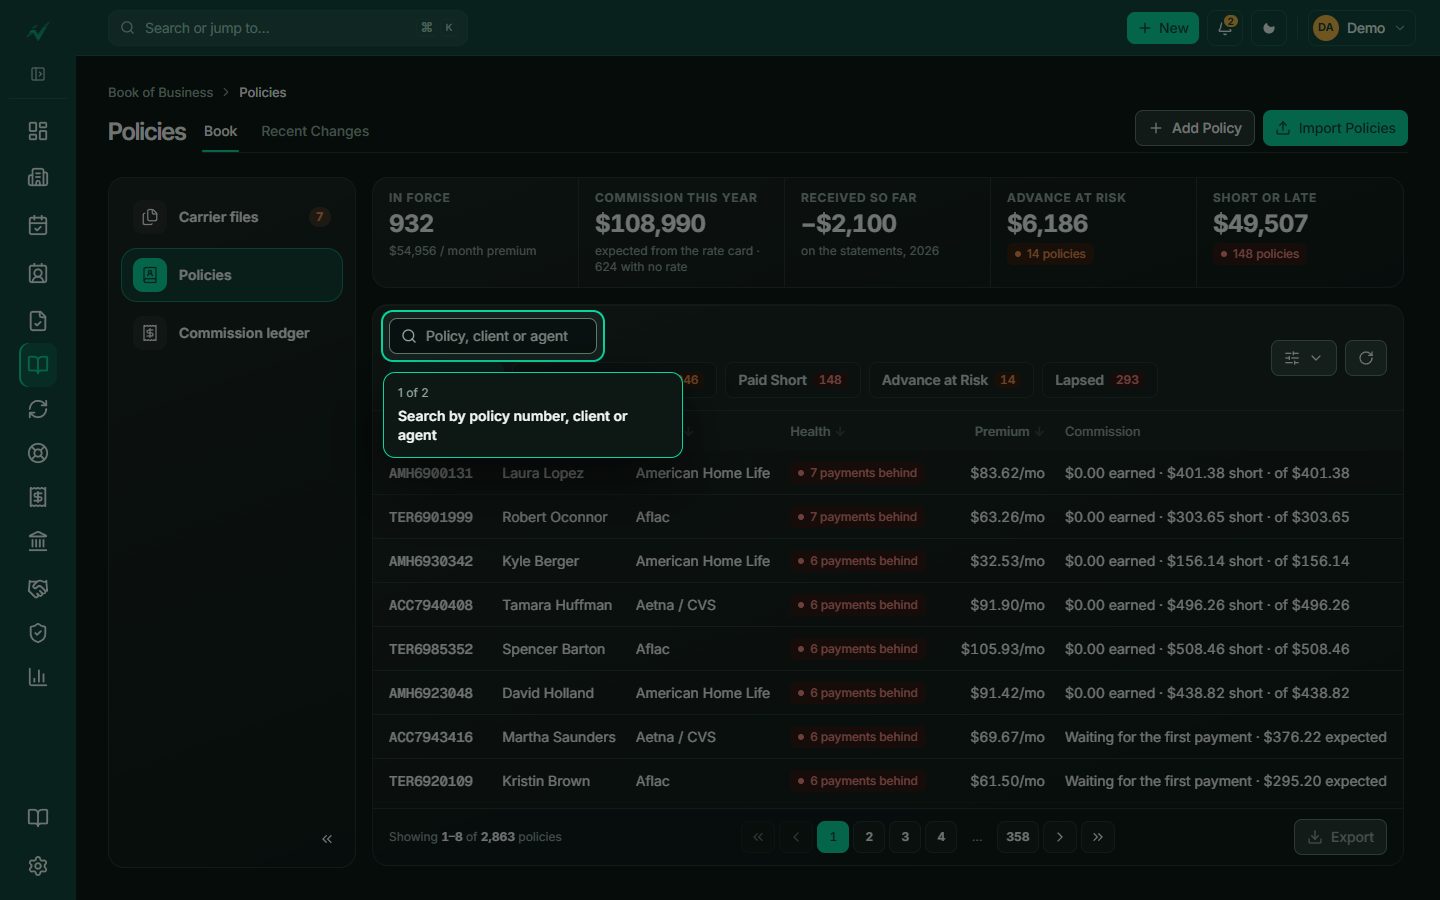 Search or jump to...
⌘ K
New
2
DA
Demo
Book of Business > Policies
Policies
Book
Recent Changes
Add Policy
Import Policies
Carrier files
7
Policies
Commission ledger
IN FORCE
932
$54,956 / month premium
COMMISSION THIS YEAR
$108,990
expected from the rate card ·
624 with no rate
RECEIVED SO FAR
–$2,100
on the statements, 2026
ADVANCE AT RISK
$6,186
14 policies
SHORT OR LATE
$49,507
148 policies
Policy, client or agent
1 of 2
Search by policy number, client or
agent
46
Paid Short 148
Advance at Risk 14
Lapsed 293
Health
Premium
Commission
AMH6900131 Laura Lopez American Home Life 7 payments behind $83.62/mo $0.00 earned · $401.38 short · of $401.38
TER6901999 Robert Oconnor Aflac 7 payments behind $63.26/mo $0.00 earned · $303.65 short · of $303.65
AMH6930342 Kyle Berger American Home Life 6 payments behind $32.53/mo $0.00 earned · $156.14 short · of $156.14
ACC7940408 Tamara Huffman Aetna / CVS 6 payments behind $91.90/mo $0.00 earned · $496.26 short · of $496.26
TER6985352 Spencer Barton Aflac 6 payments behind $105.93/mo $0.00 earned · $508.46 short · of $508.46
AMH6923048 David Holland American Home Life 6 payments behind $91.42/mo $0.00 earned · $438.82 short · of $438.82
ACC7943416 Martha Saunders Aetna / CVS 6 payments behind $69.67/mo Waiting for the first payment · $376.22 expected
TER6920109 Kristin Brown Aflac 6 payments behind $61.50/mo Waiting for the first payment · $295.20 expected
Showing 1–8 of 2,863 policies
« ‹ 1 2 3 4 ... 358 › »
Export